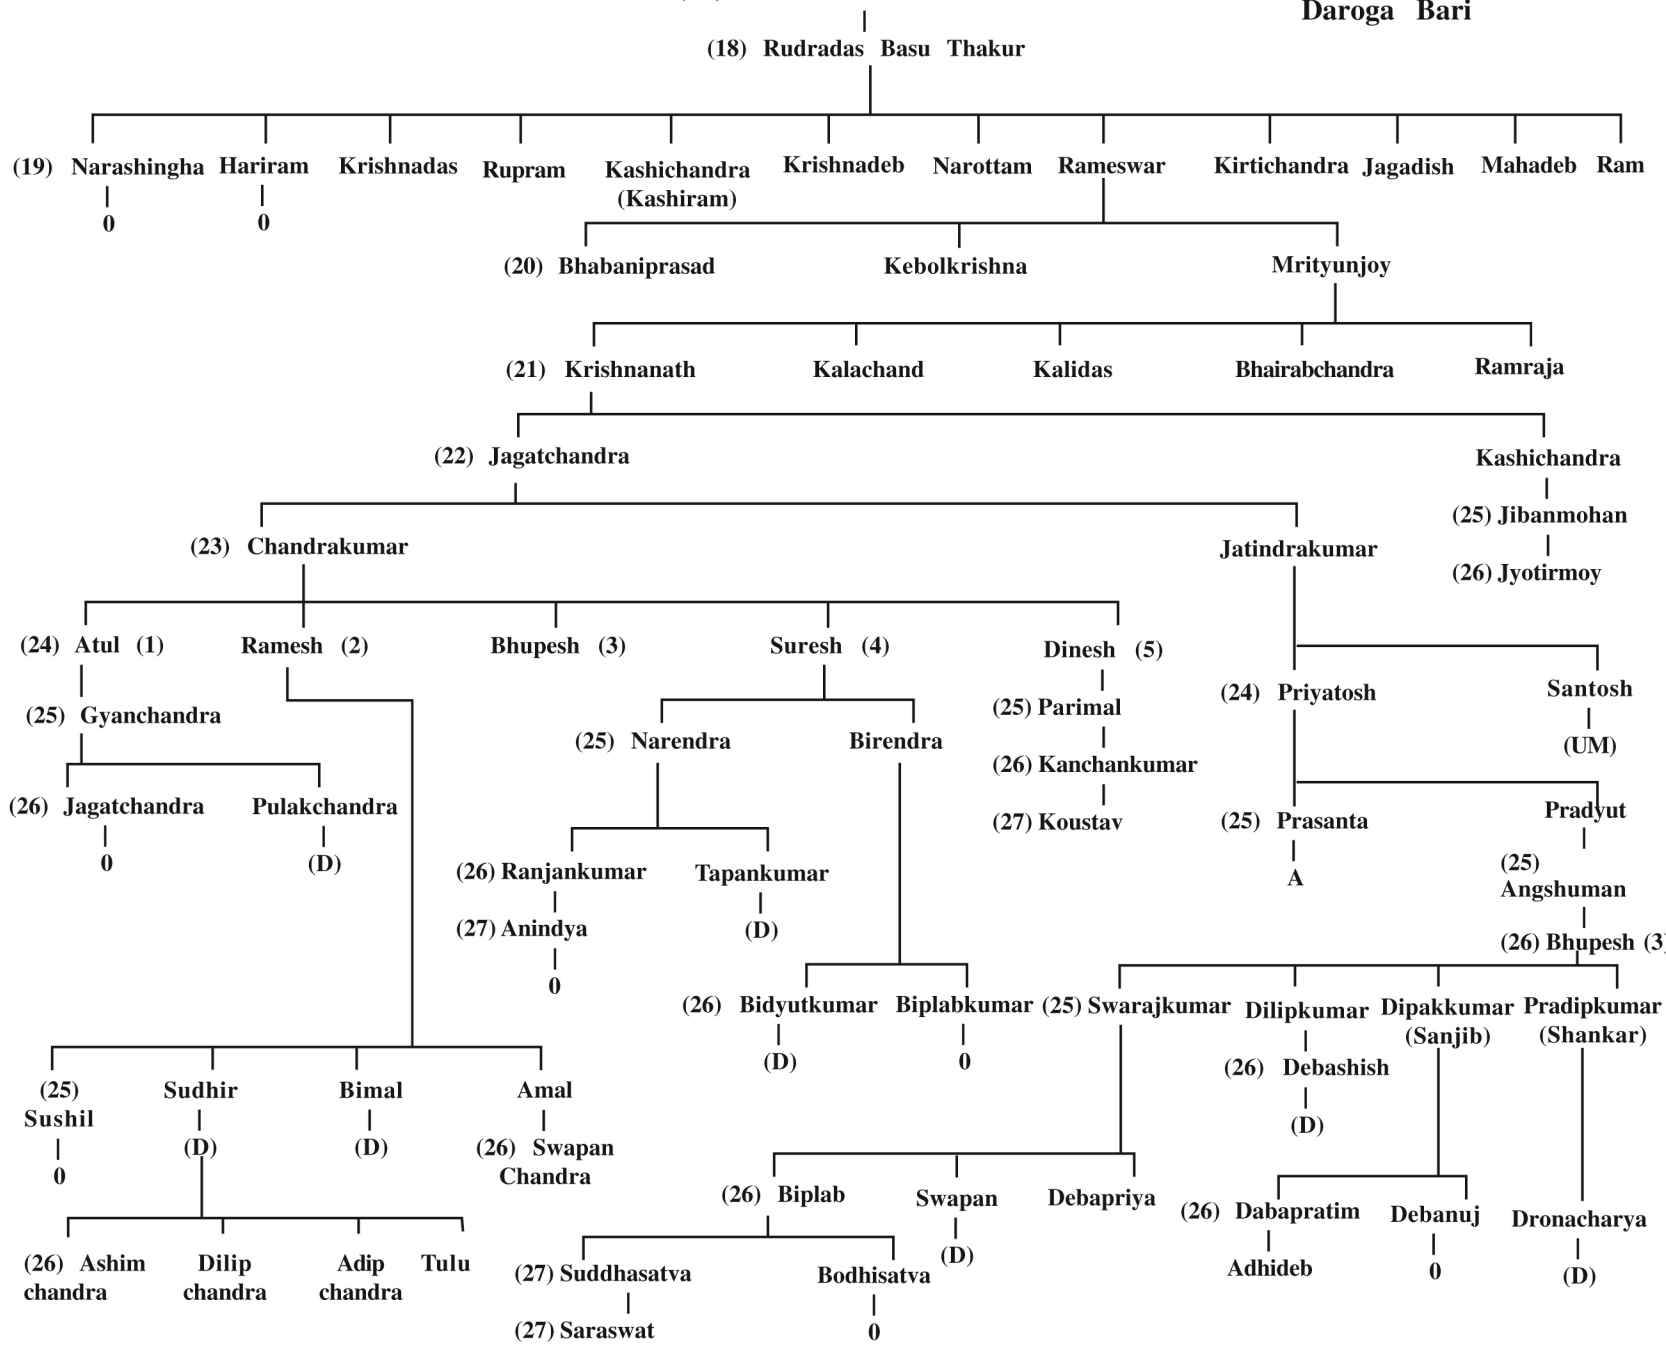 Daroga Bari
(18) Rudradas Basu Thakur
(19) Narashingha Hariram Krishnadas Rupram Kashichandra Krishnadeb Narottam Rameswar Kirtichandra Jagadish Mahadeb Ram
(Kashiram)
0 0
(20) Bhabaniprasad Kebolkrishna Mrityunjoy
(21) Krishnanath Kalachand Kalidas Bhairabchandra Ramraja
(22) Jagatchandra Kashichandra
(25) Jibanmohan
(23) Chandrakumar Jatindrakumar
(26) Jyotirmoy
(24) Atul (1) Ramesh (2) Bhupesh (3) Suresh (4) Dinesh (5)
(24) Priyatosh Santosh
(25) Gyanchandra (25) Parimal
(25) Narendra Birendra (UM)
(26) Kanchankumar
(26) Jagatchandra Pulakchandra Pradyut
(27) Koustav (25) Prasanta
0 (D) (25)
(26) Ranjankumar Tapankumar A
Angshuman
(27) Anindya (D)
(26) Bhupesh (3)
0
(26) Bidyutkumar Biplabkumar (25) Swarajkumar Dilipkumar Dipakkumar Pradipkumar
(Sanjib) (Shankar)
(D) 0 (26) Debashish
(25) Sudhir Bimal Amal
Sushil
(D) (D) (26) Swapan (D)
0 Chandra
(26) Biplab Swapan Debapriya (26) Dabapratim Debanuj Dronacharya
(D) Adhideb 0 (D)
(26) Ashim Dilip Adip Tulu
chandra chandra chandra
(27) Suddhasatva Bodhisatva
(27) Saraswat 0